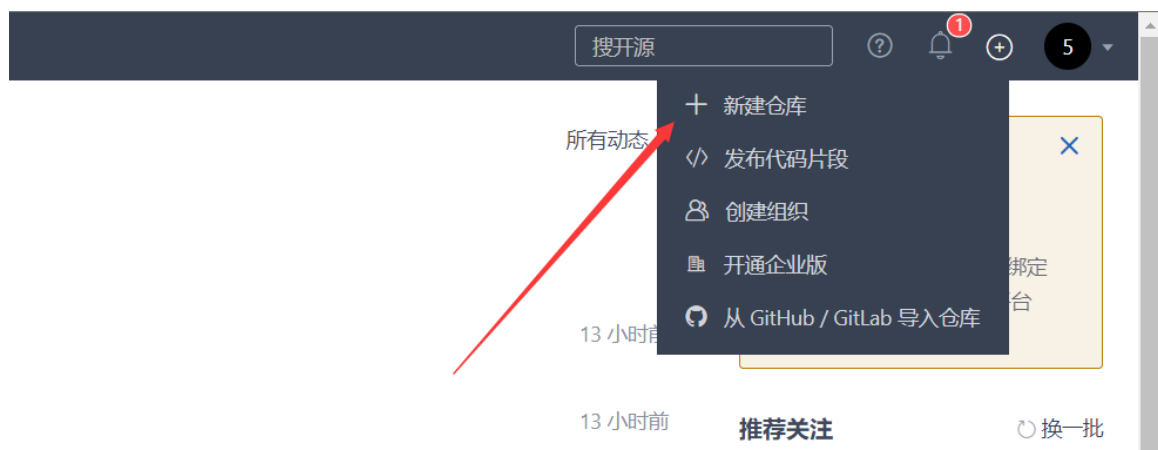 搜开源
1
5
新建仓库
所有动态
发布代码片段
创建组织
开通企业版
绑定
台
从 GitHub / GitLab 导入仓库
13 小时前
13 小时前
推荐关注
换一批